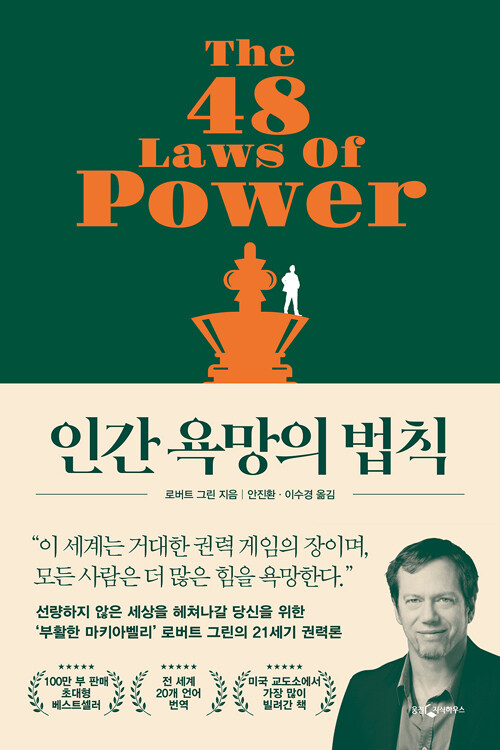 The
48
Laws Of
Power
인간 욕망의 법칙
로버트 그린 지음 | 안진환 · 이수경 옮김
“이 세계는 거대한 권력 게임의 장이며,
모든 사람은 더 많은 힘을 욕망한다.”
선량하지 않은 세상을 헤쳐나갈 당신을 위한
‘부활한 마키아벨리’ 로버트 그린의 21세기 권력론
★★★★★
100만 부 판매
초대형
베스트셀러
★★★★★
전 세계
20개 언어
번역
★★★★★
미국 교도소에서
가장 많이
빌려간 책
웅진 지식하우스